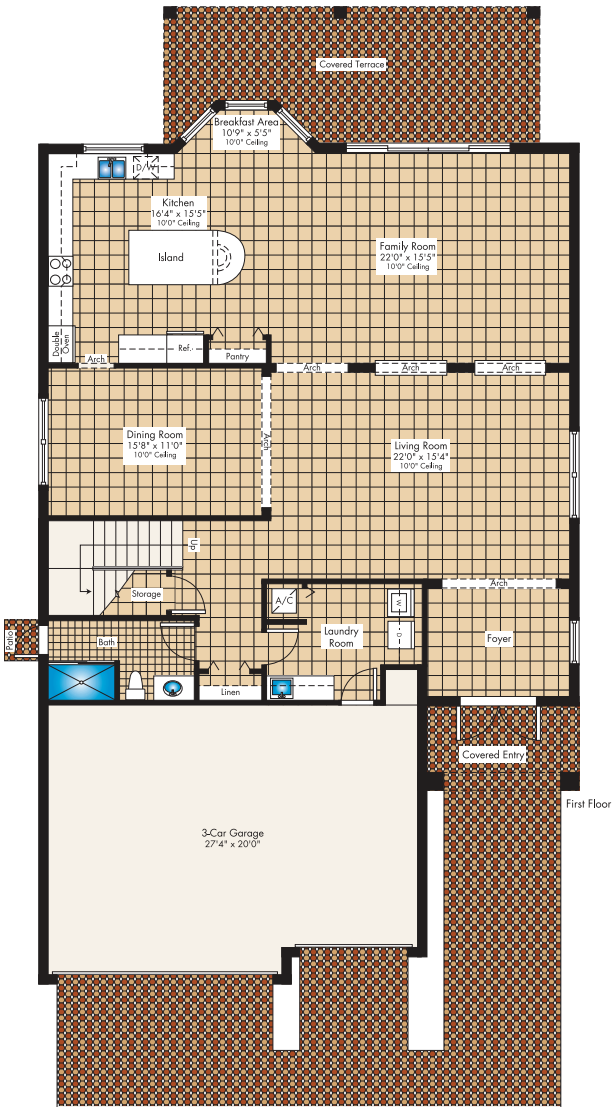 Covered Terrace
Breakfast Area
10'9" x 5'5"
10'0" Ceiling
D/W
Kitchen
16'4" x 15'5"
10'0" Ceiling
Island
Family Room
22'0" x 15'5"
10'0" Ceiling
Double
Oven
Ref.
Pantry
Arch
Arch
Arch
Arch
Dining Room
15'8" x 11'0"
10'0" Ceiling
Arch
Living Room
22'0" x 15'4"
10'0" Ceiling
Up
Storage
A/C
W
D
Arch
Patio
Bath
Laundry
Room
Foyer
Linen
Covered Entry
First Floor
3-Car Garage
27'4" x 20'0"